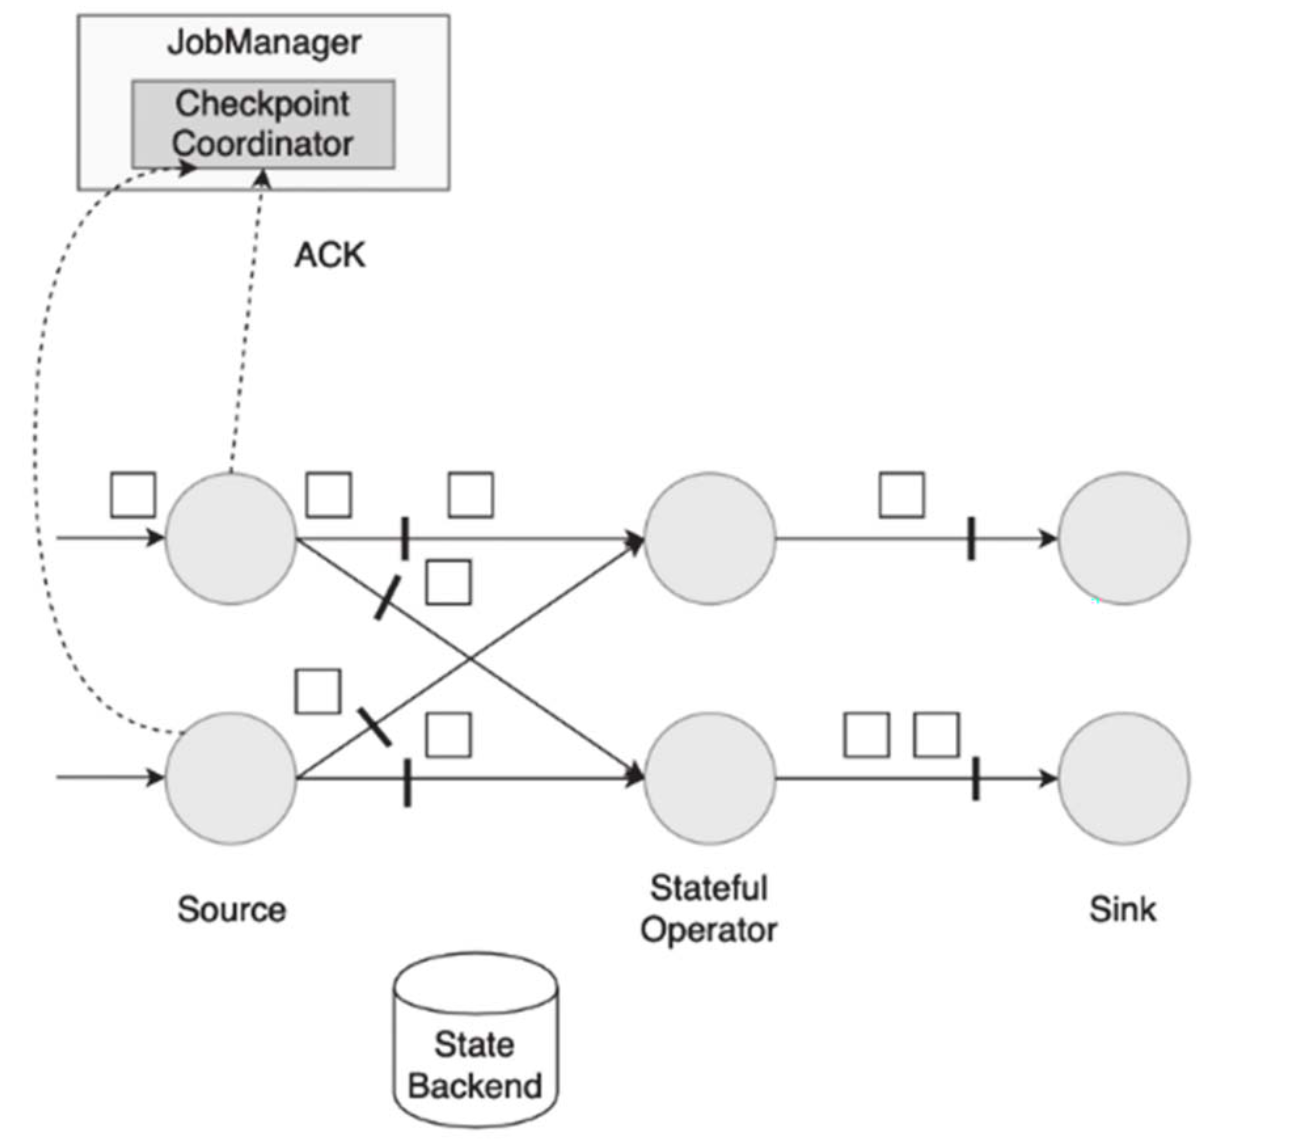 JobManager
Checkpoint
Coordinator
ACK
Source
Stateful
Operator
Sink
State
Backend